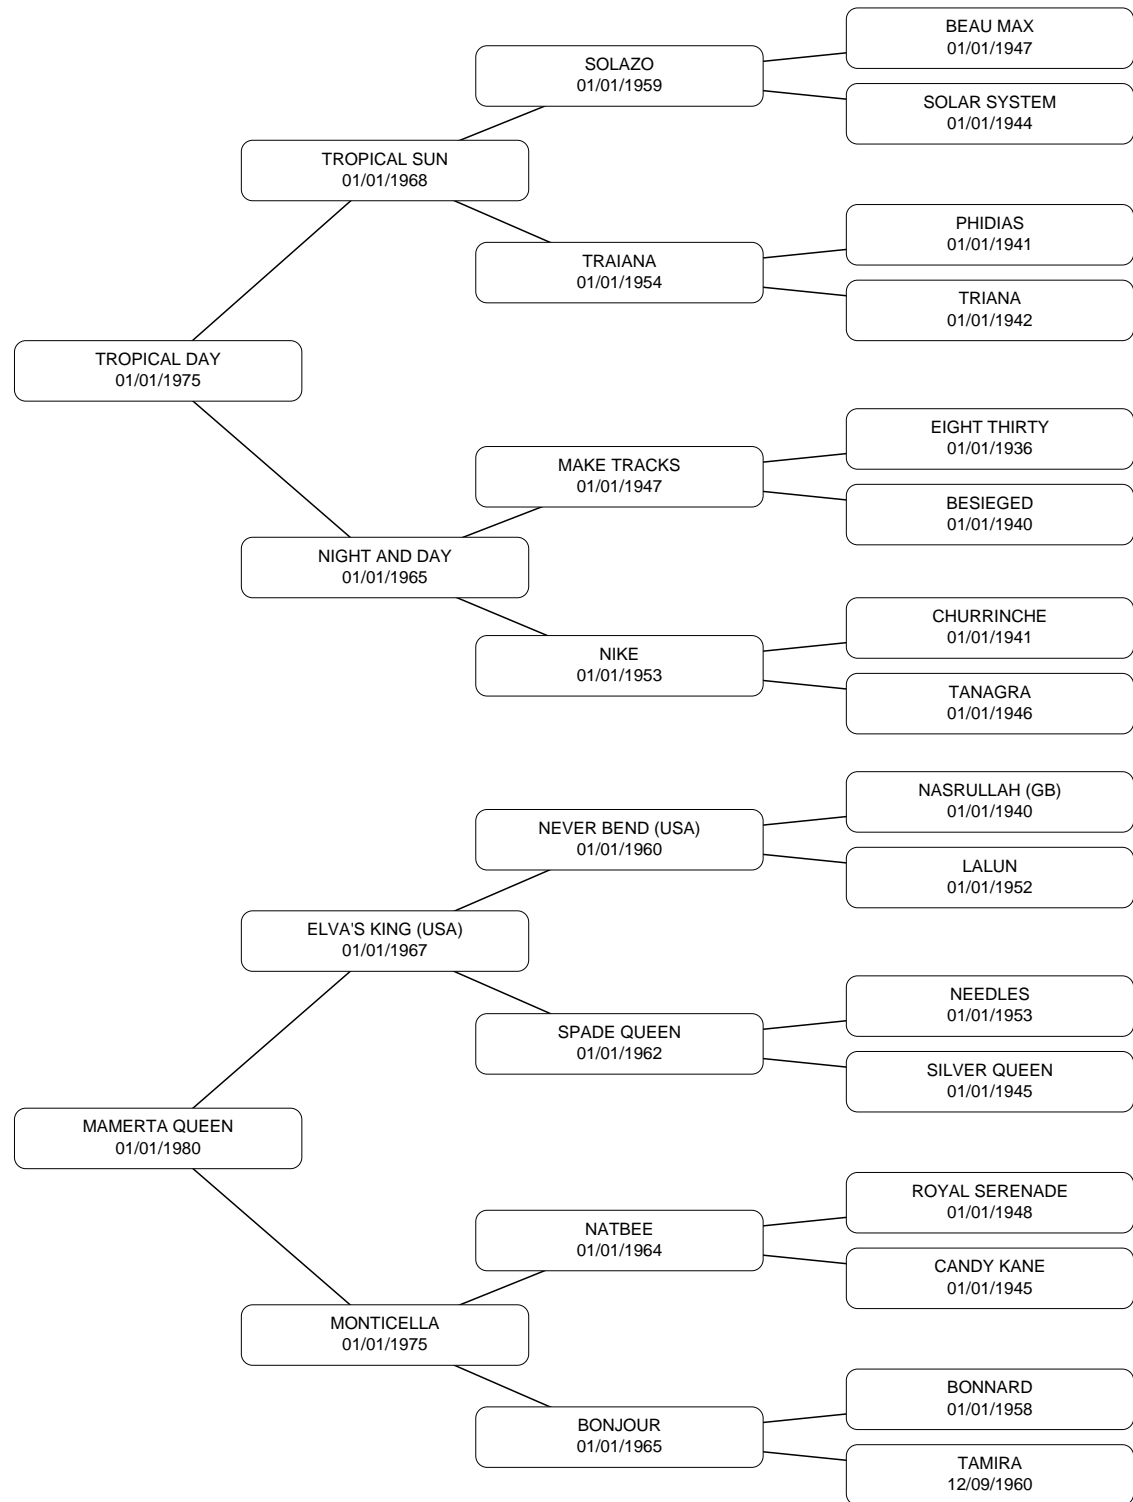 BEAU MAX
01/01/1947
SOLAZO
01/01/1959
SOLAR SYSTEM
01/01/1944
TROPICAL SUN
01/01/1968
PHIDIAS
01/01/1941
TRAIANA
01/01/1954
TRIANA
01/01/1942
TROPICAL DAY
01/01/1975
EIGHT THIRTY
01/01/1936
MAKE TRACKS
01/01/1947
BESIEGED
01/01/1940
NIGHT AND DAY
01/01/1965
CHURRINCHE
01/01/1941
NIKE
01/01/1953
TANAGRA
01/01/1946
NASRULLAH (GB)
01/01/1940
NEVER BEND (USA)
01/01/1960
LALUN
01/01/1952
ELVA'S KING (USA)
01/01/1967
NEEDLES
01/01/1953
SPADE QUEEN
01/01/1962
SILVER QUEEN
01/01/1945
MAMERTA QUEEN
01/01/1980
ROYAL SERENADE
01/01/1948
NATBEE
01/01/1964
CANDY KANE
01/01/1945
MONTICELLA
01/01/1975
BONNARD
01/01/1958
BONJOUR
01/01/1965
TAMIRA
12/09/1960